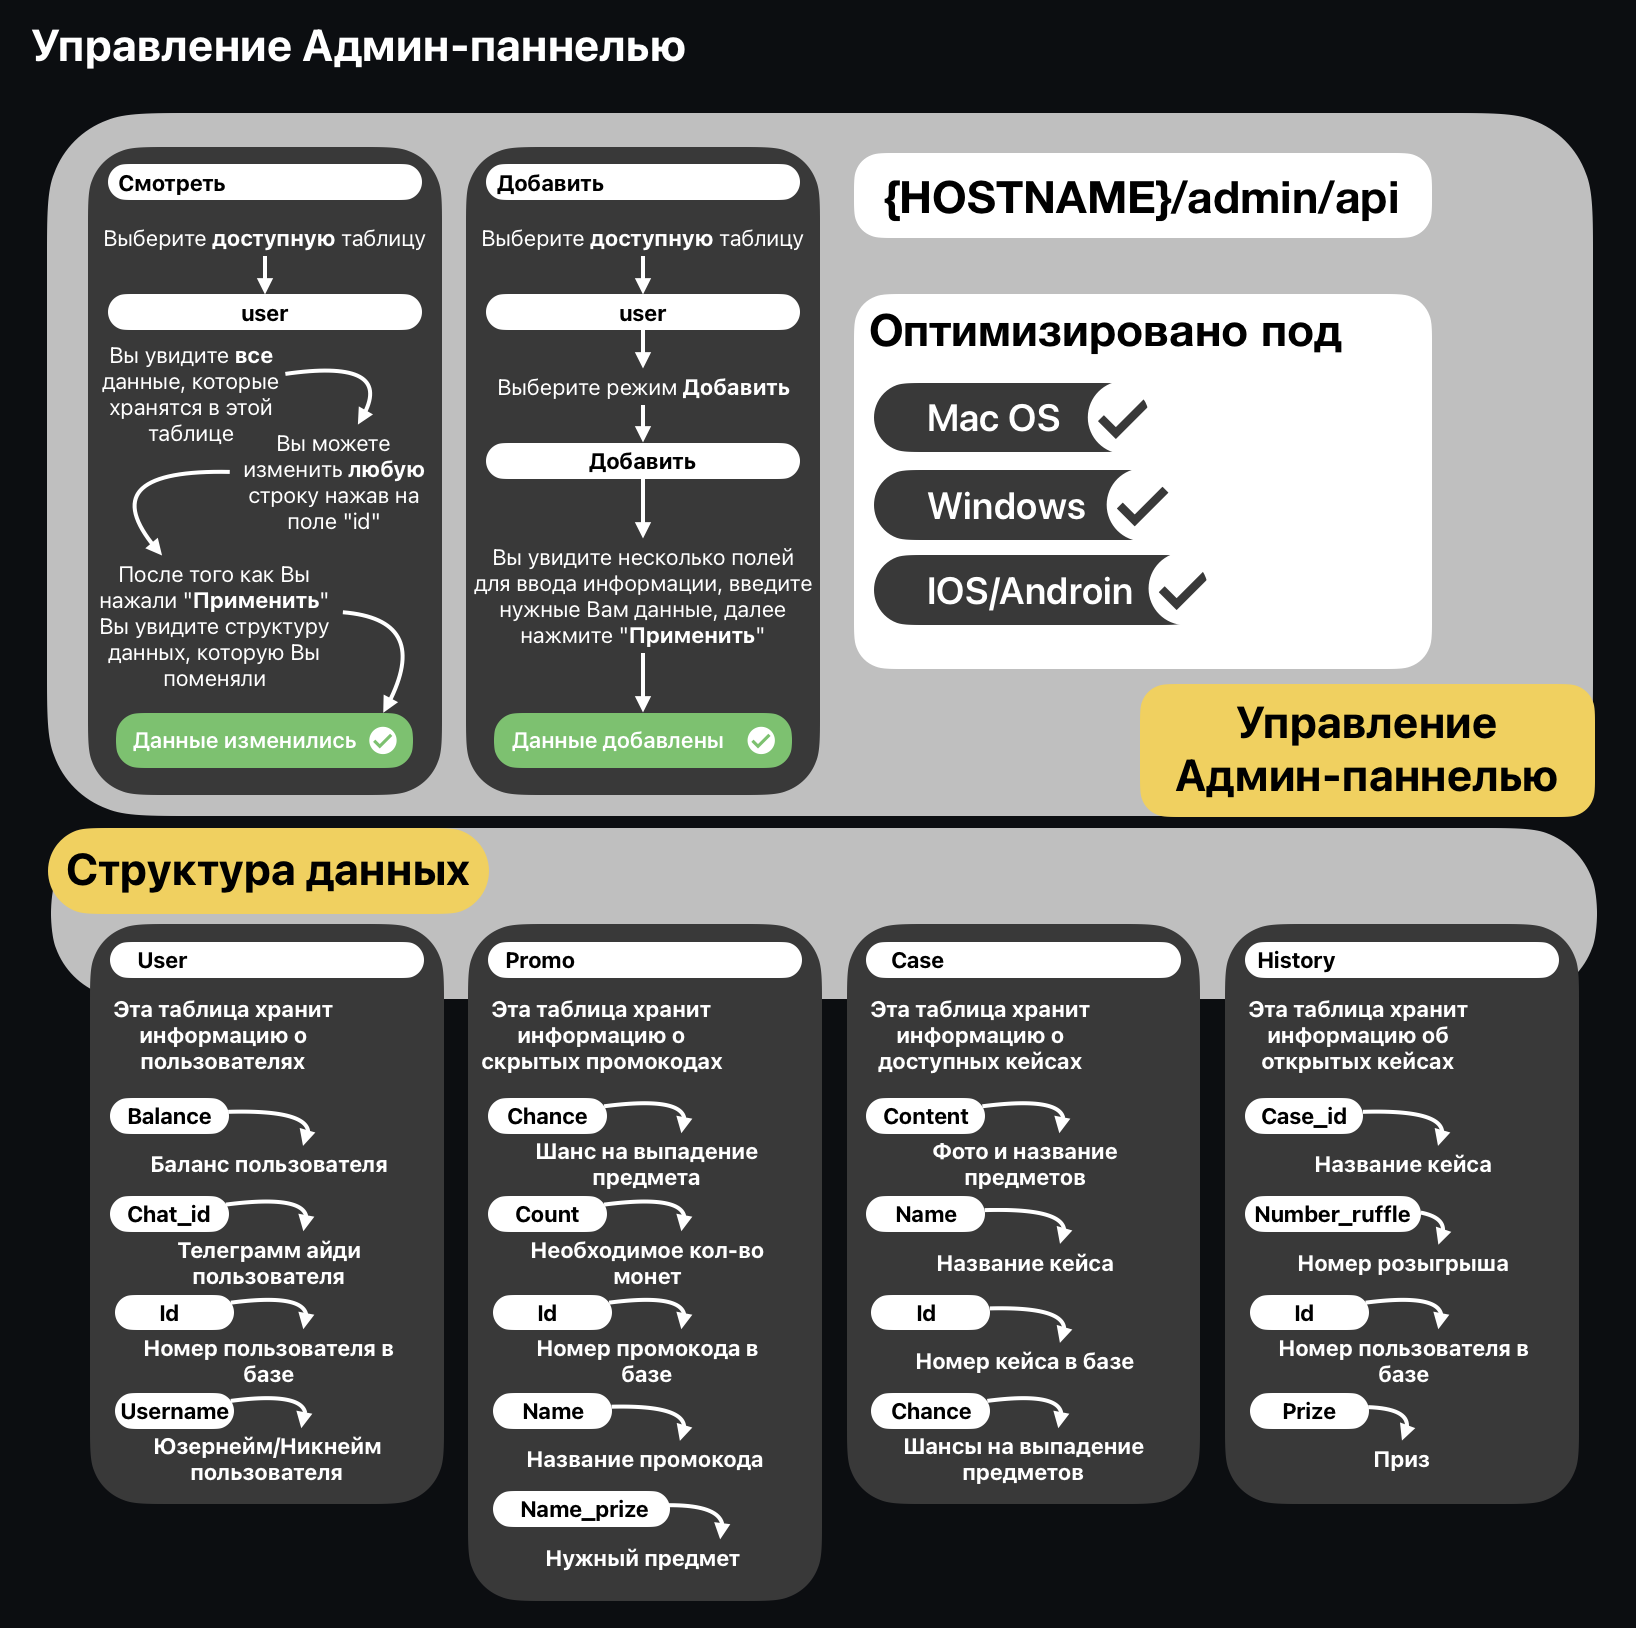 Управление Админ-паннелью
Смотреть
Выберите доступную таблицу
user
Вы увидите все
данные, которые
хранятся в этой
таблице
Вы можете
изменить любую
строку нажав на
поле "id"
После того как Вы
нажали "Применить"
Вы увидите структуру
данных, которую Вы
поменяли
Данные изменились
Добавить
Выберите доступную таблицу
user
Выберите режим Добавить
Добавить
Вы увидите несколько полей
для ввода информации, введите
нужные Вам данные, далее
нажмите "Применить"
Данные добавлены
{HOSTNAME}/admin/api
Оптимизировано под
Mac OS
Windows
IOS/Androin
Управление
Админ-паннелью
Структура данных
User
Эта таблица хранит
информацию о
пользователях
Balance
Баланс пользователя
Chat_id
Телеграмм айди
пользователя
Id
Номер пользователя в
базе
Username
Юзернейм/Никнейм
пользователя
Promo
Эта таблица хранит
информацию о
скрытых промокодах
Chance
Шанс на выпадение
предмета
Count
Необходимое кол-во
монет
Id
Номер промокода в
базе
Name
Название промокода
Name_prize
Нужный предмет
Case
Эта таблица хранит
информацию о
доступных кейсах
Content
Фото и название
предметов
Name
Название кейса
Id
Номер кейса в базе
Chance
Шансы на выпадение
предметов
History
Эта таблица хранит
информацию об
открытых кейсах
Case_id
Название кейса
Number_ruffle
Номер розыгрыша
Id
Номер пользователя в
базе
Prize
Приз